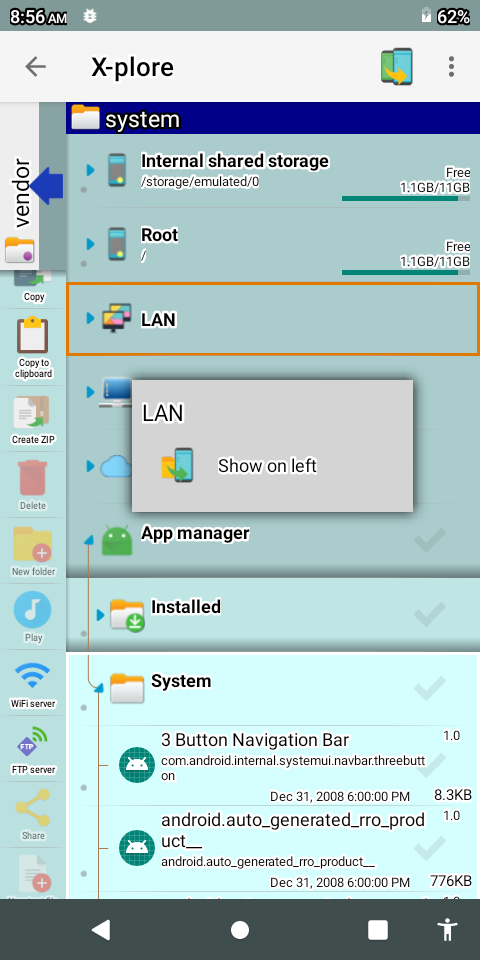 8:56 AM
62%
X-plore
vendor
system
Internal shared storage
/storage/emulated/0
Free
1.1GB/11GB
Root
/
Free
1.1GB/11GB
LAN
LAN
Show on left
App manager
Installed
System
3 Button Navigation Bar
1.0
com.android.internal.systemui.navbar.threebutt
on
Dec 31, 2008 6:00:00 PM
8.3KB
android.auto_generated_rro_prod
uct__
1.0
android.auto_generated_rro_product__
Dec 31, 2008 6:00:00 PM
776KB
Copy
Copy to
clipboard
Create ZIP
Delete
New folder
Play
WiFi server
FTP
FTP server
Share